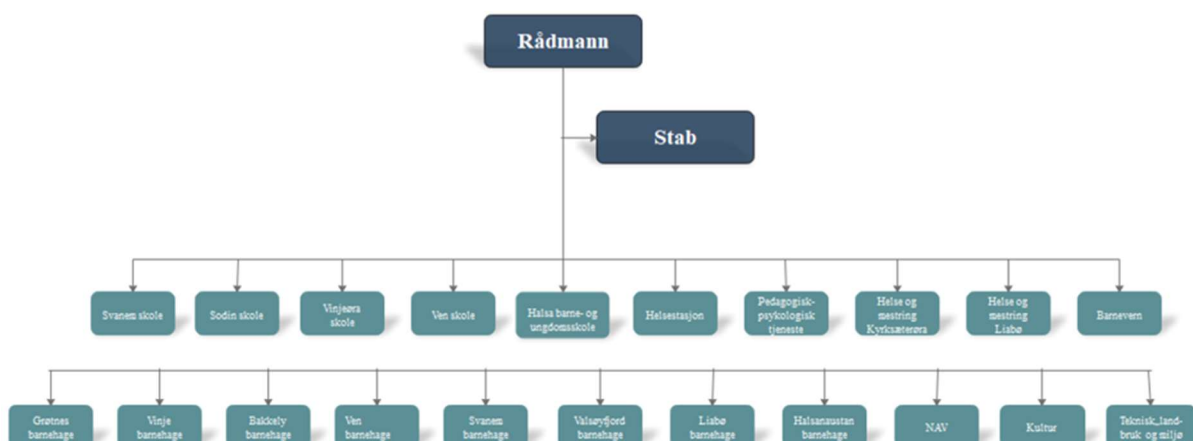 Rådmann
Stab
Svanem skole
Sodin skole
Vinjeøra
skole
Ven skole
Halsa barne- og
ungdomsskole
Helsestasjon
Pedagogisk-
psykologisk
tjeneste
Helse og
mestring
Kyrksæterøra
Helse og
mestring
Liabø
Barnevern
Grøtnes
barnehage
Vinje
barnehage
Bakkely
barnehage
Ven
barnehage
Svanem
barnehage
Valsøyfjord
barnehage
Liabø
barnehage
Halsanaustan
barnehage
NAV
Kultur
Teknisk,land-
bruk og miljø